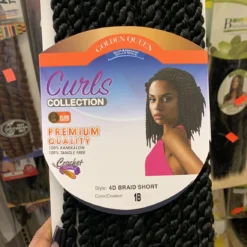 GOLDEN QUEEN
Curls
COLLECTION
PREMIUM
QUALITY
100% KANEKALON
100% TANGLE FREE
Crochet
Style: 4D BRAID SHORT
Color/Couleur: 1B